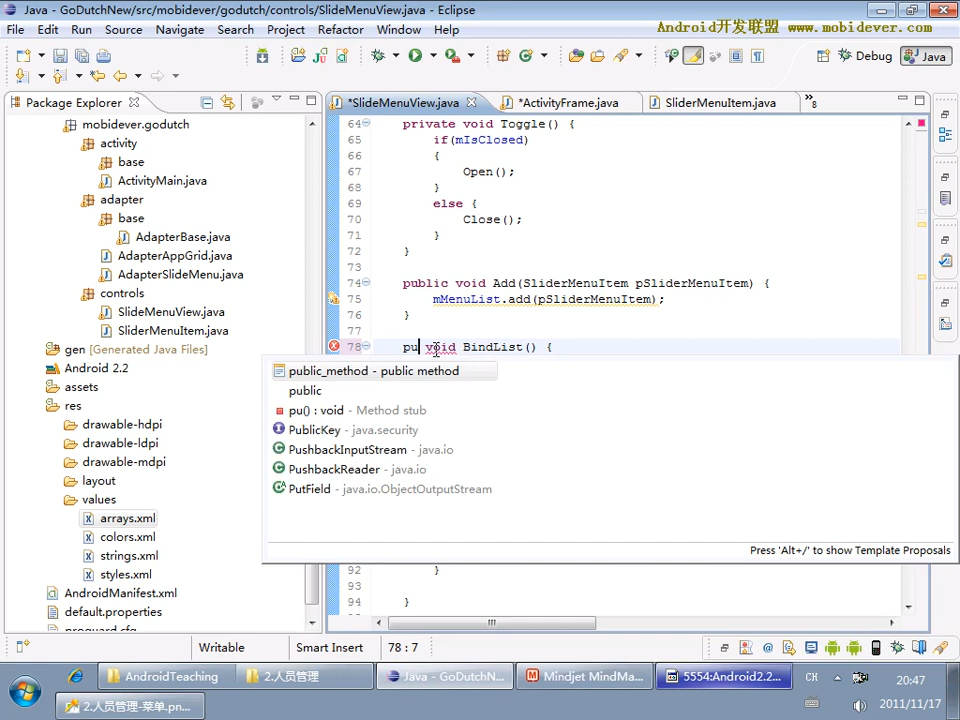 Java - GoDutchNew/src/mobidever/godutch/controls/SlideMenuView.java - Eclipse
File Edit Run Source Navigate Search Project Refactor Window Help
Android开发联盟 www.mobidever.com
Debug Java
Package Explorer
*SlideMenuView.java *ActivityFrame.java SliderMenuItem.java »8
mobidever.godutch
activity
base
ActivityMain.java
adapter
base
AdapterBase.java
AdapterAppGrid.java
AdapterSlideMenu.java
controls
SlideMenuView.java
SliderMenuItem.java
gen [Generated Java Files]
Android 2.2
assets
res
drawable-hdpi
drawable-ldpi
drawable-mdpi
layout
values
arrays.xml
colors.xml
strings.xml
styles.xml
AndroidManifest.xml
default.properties
proguard.cfg
64 private void Toggle() {
65 if(mIsClosed)
66 {
67 Open();
68 }
69 else {
70 Close();
71 }
72 }
73
74 public void Add(SliderMenuItem pSliderMenuItem) {
75 mMenuList.add(pSliderMenuItem);
76 }
77
78 pu void BindList() {
public_method - public method
public
pu() : void - Method stub
PublicKey - java.security
PushbackInputStream - java.io
PushbackReader - java.io
PutField - java.io.ObjectOutputStream
Press 'Alt+/' to show Template Proposals
92 }
93
94 }
Writable Smart Insert 78 : 7
AndroidTeaching 2.人员管理 Java - GoDutchN... Mindjet MindMa... 5554:Android2.2...
CH 20:47
2.人员管理-菜单.pn... 2011/11/17